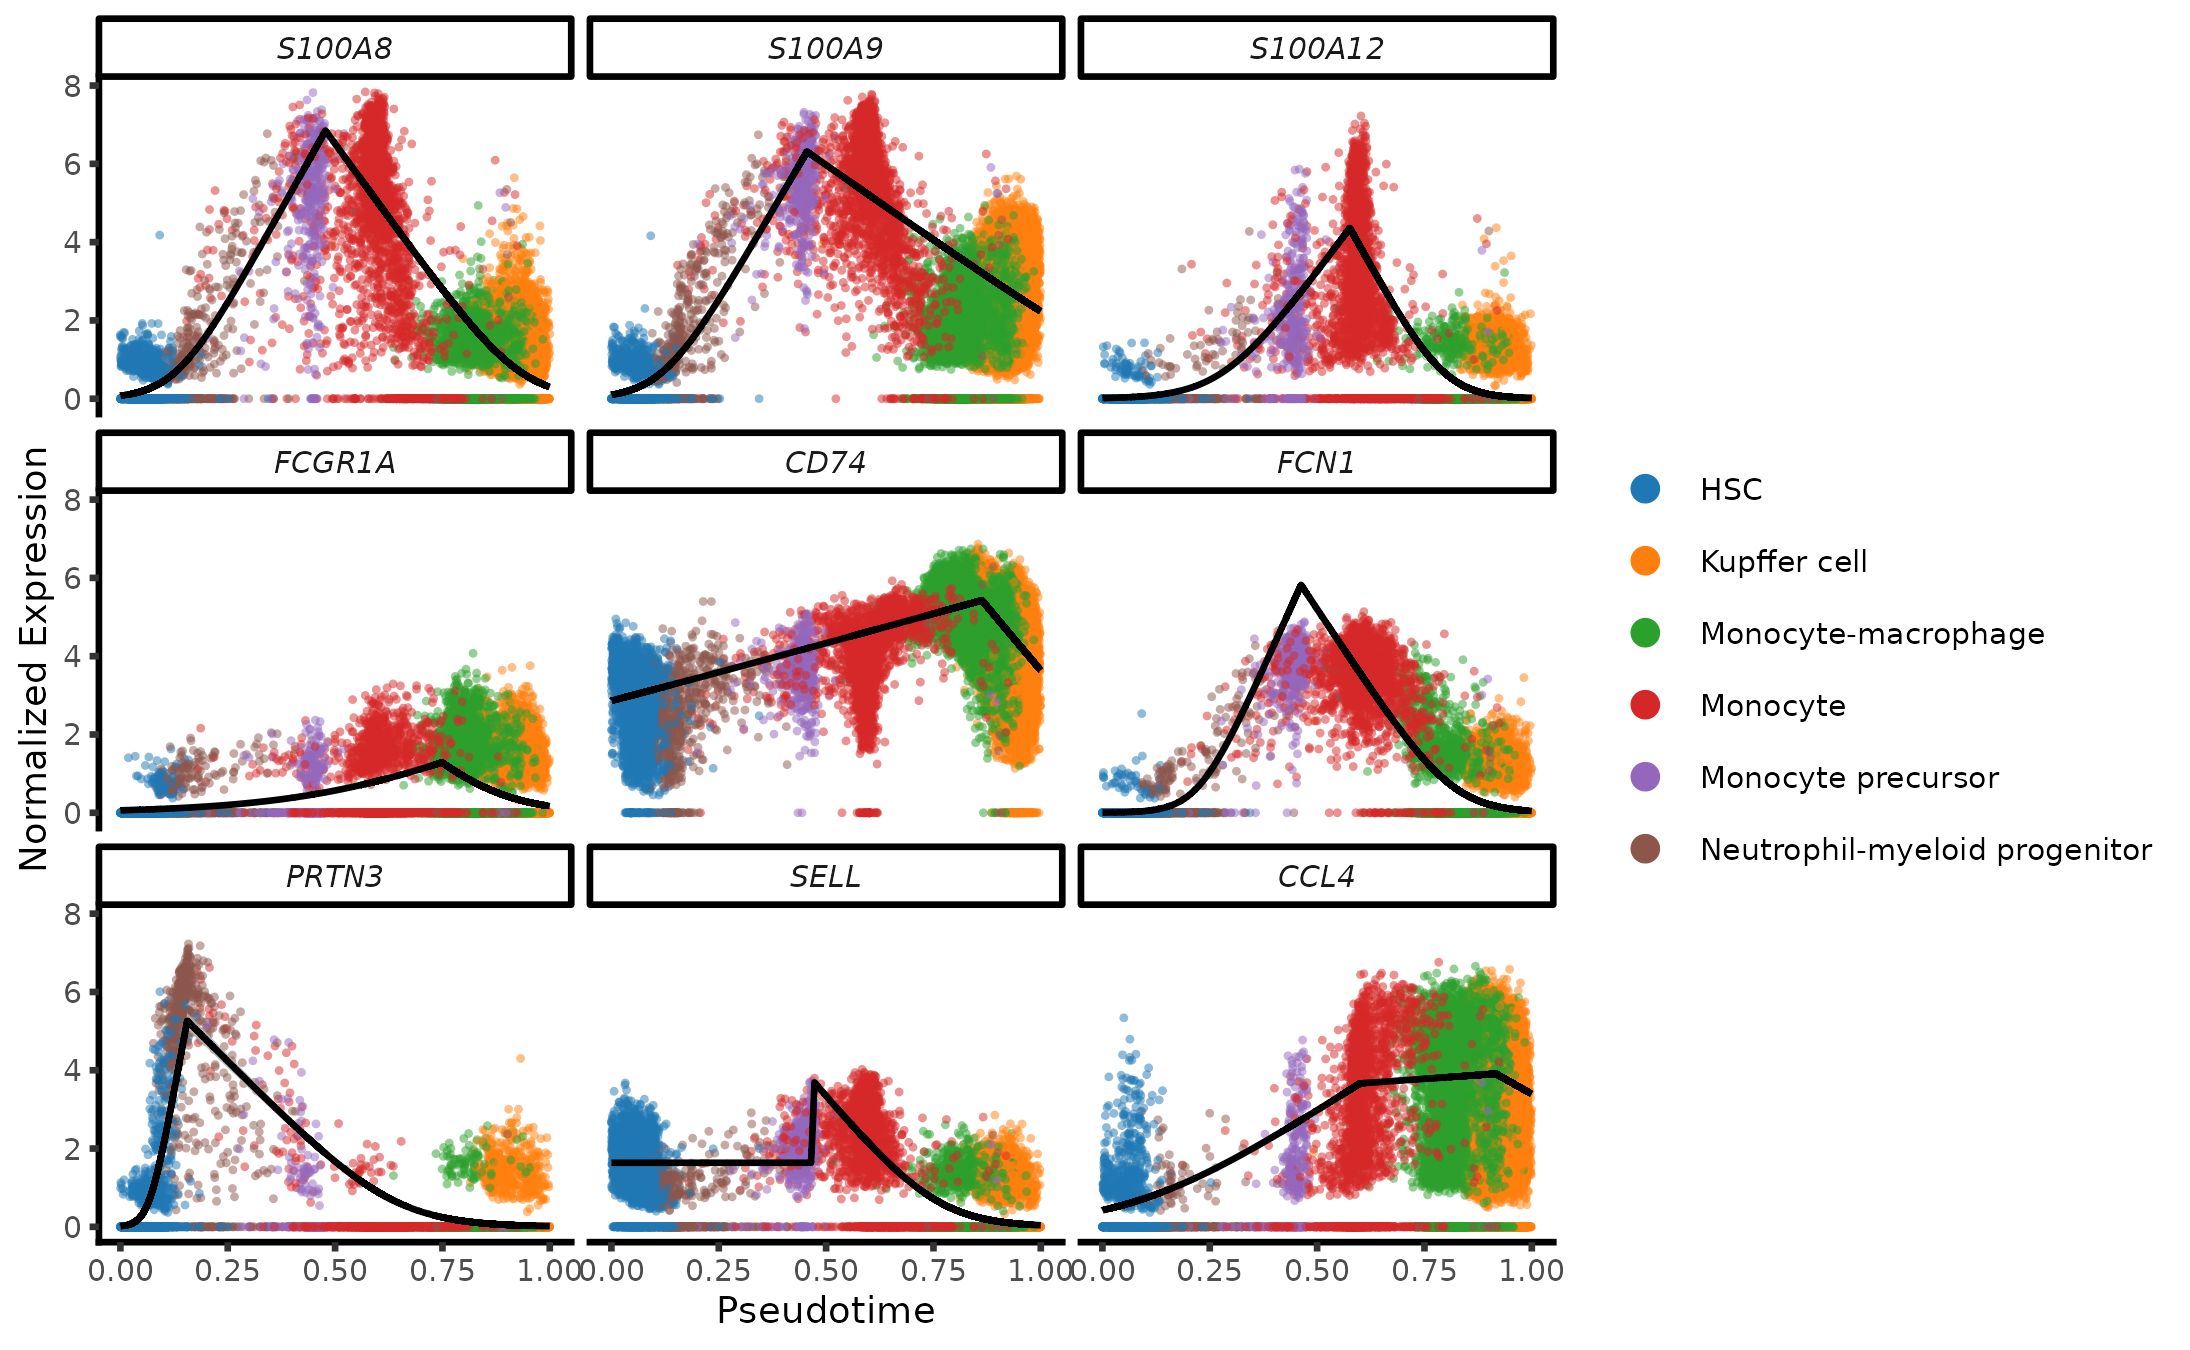 S100A8 S100A9 S100A12
8
6
4
2
0
FCGR1A CD74 FCN1
8
6
4
2
0
PRTN3 SELL CCL4
8
6
4
2
0
0.00 0.25 0.50 0.75 1.00 0.00 0.25 0.50 0.75 1.00 0.00 0.25 0.50 0.75 1.00
Pseudotime
Normalized Expression
HSC
Kupffer cell
Monocyte-macrophage
Monocyte
Monocyte precursor
Neutrophil-myeloid progenitor